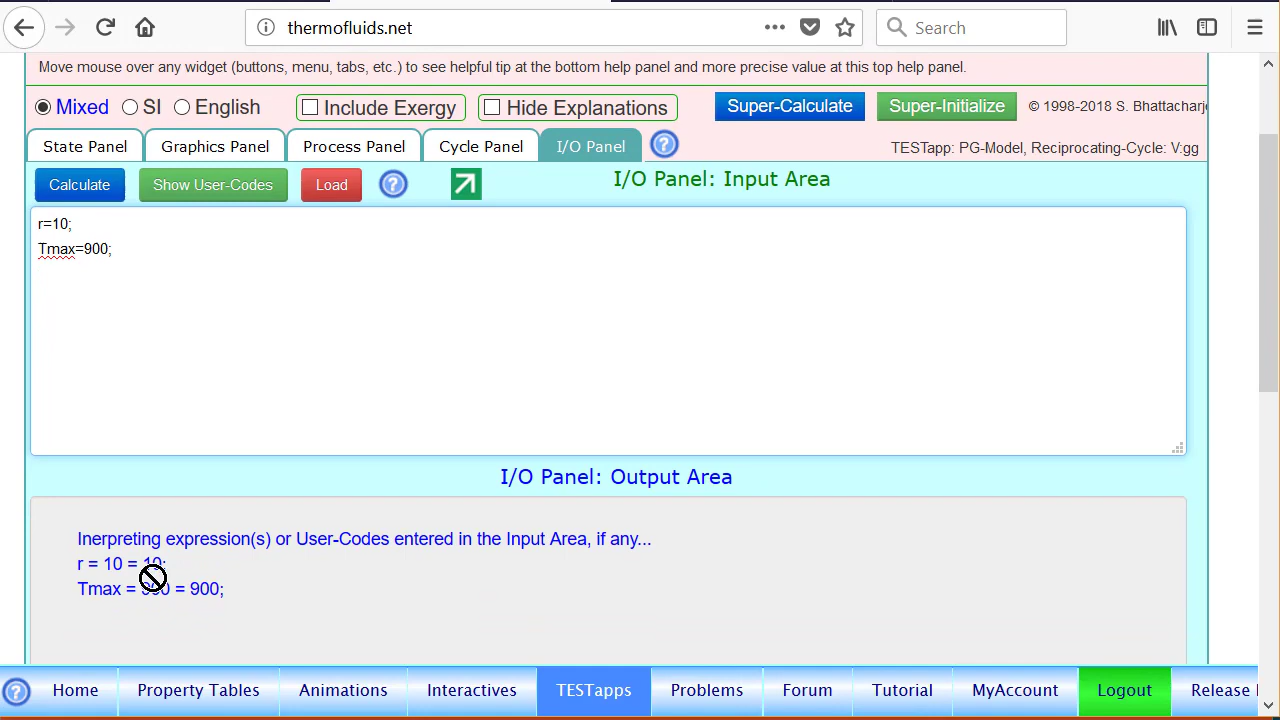 thermofluids.net
Search
Move mouse over any widget (buttons, menu, tabs, etc.) to see helpful tip at the bottom help panel and more precise value at this top help panel.
Mixed SI English Include Exergy Hide Explanations Super-Calculate Super-Initialize © 1998-2018 S. Bhattacharj
State Panel Graphics Panel Process Panel Cycle Panel I/O Panel ? TESTapp: PG-Model, Reciprocating-Cycle: V:gg
Calculate Show User-Codes Load ? I/O Panel: Input Area
r=10;
Tmax=900;
I/O Panel: Output Area
Inerpreting expression(s) or User-Codes entered in the Input Area, if any...
r = 10 = 10;
Tmax = 900 = 900;
? Home Property Tables Animations Interactives TESTapps Problems Forum Tutorial MyAccount Logout Release